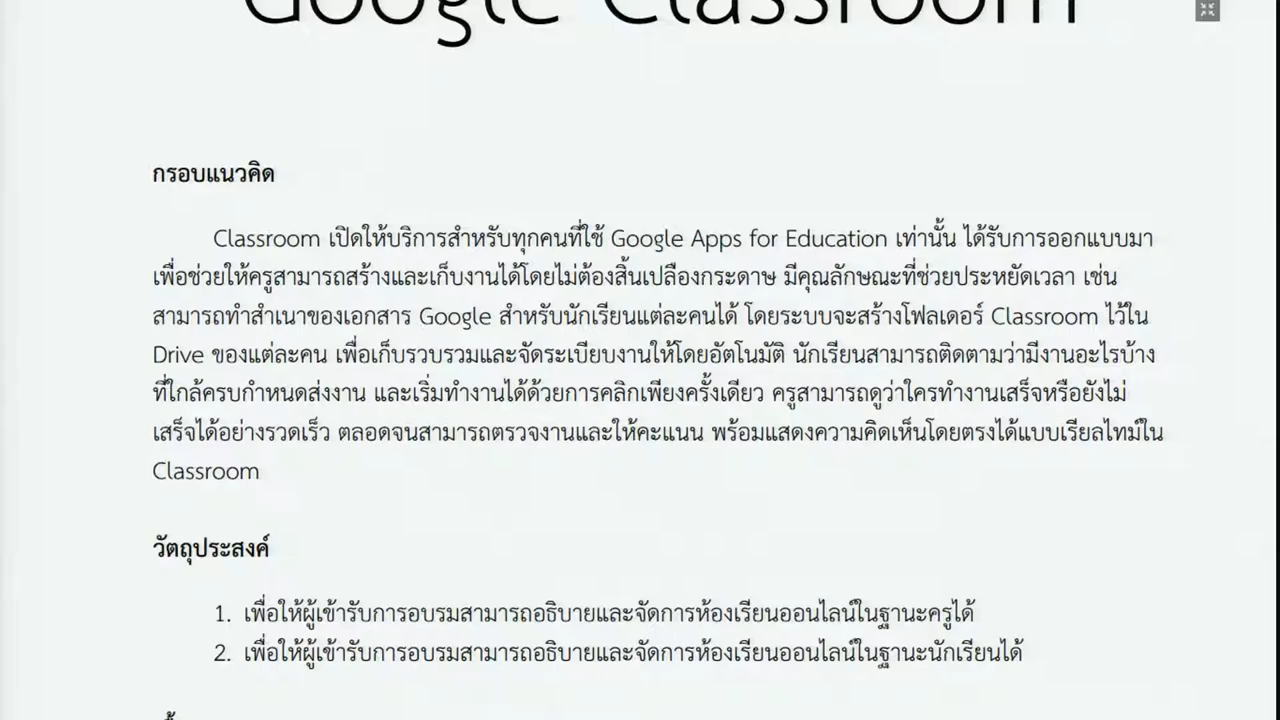 Google Classroom
กรอบแนวคิด
Classroom เปิดให้บริการสำหรับทุกคนที่ใช้ Google Apps for Education เท่านั้น ได้รับการออกแบบมา
เพื่อช่วยให้ครูสามารถสร้างและเก็บงานได้โดยไม่ต้องสิ้นเปลืองกระดาษ มีคุณลักษณะที่ช่วยประหยัดเวลา เช่น
สามารถทำสำเนาของเอกสาร Google สำหรับนักเรียนแต่ละคนได้ โดยระบบจะสร้างโฟลเดอร์ Classroom ไว้ใน
Drive ของแต่ละคน เพื่อเก็บรวบรวมและจัดระเบียบงานให้โดยอัตโนมัติ นักเรียนสามารถติดตามว่ามีงานอะไรบ้าง
ที่ใกล้ครบกำหนดส่งงาน และเริ่มทำงานได้ด้วยการคลิกเพียงครั้งเดียว ครูสามารถดูว่าใครทำงานเสร็จหรือยังไม่
เสร็จได้อย่างรวดเร็ว ตลอดจนสามารถตรวจงานและให้คะแนน พร้อมแสดงความคิดเห็นโดยตรงได้แบบเรียลไทม์ใน
Classroom
วัตถุประสงค์
1. เพื่อให้ผู้เข้ารับการอบรมสามารถอธิบายและจัดการห้องเรียนออนไลน์ในฐานะครูได้
2. เพื่อให้ผู้เข้ารับการอบรมสามารถอธิบายและจัดการห้องเรียนออนไลน์ในฐานะนักเรียนได้